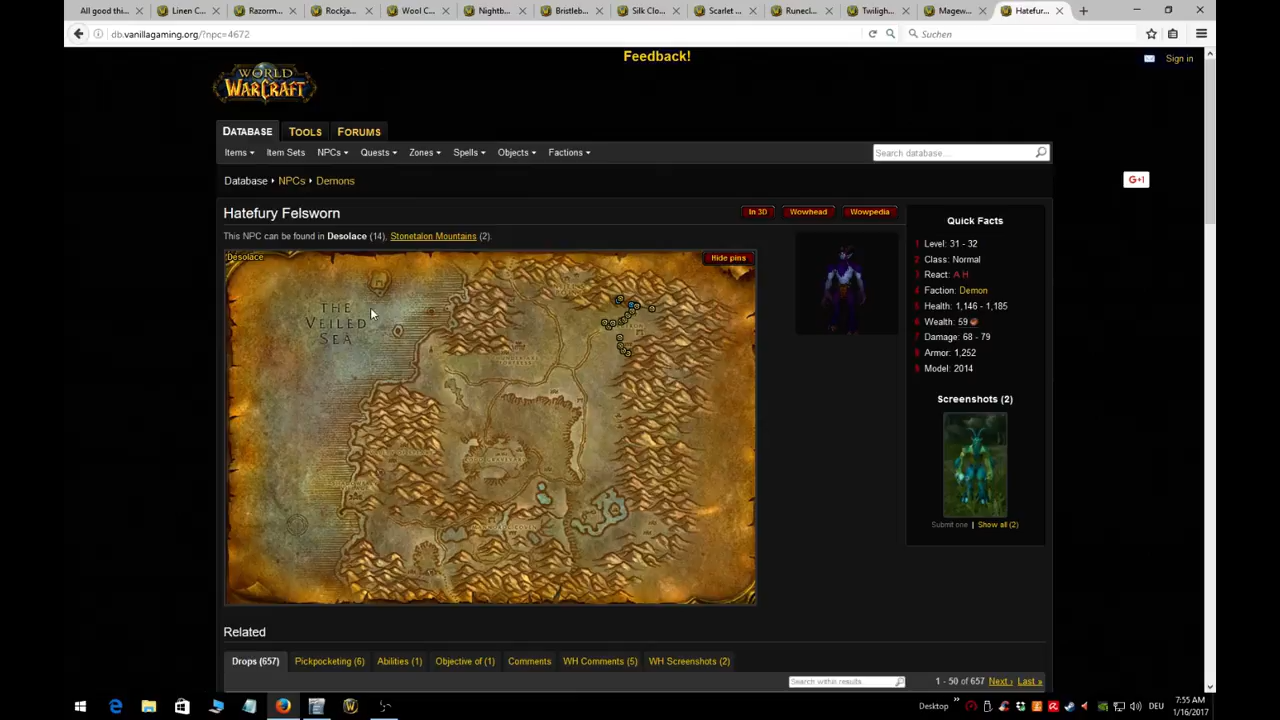 All good thi...
Linen C...
Razorm...
Rockja...
Wool C...
Nightb...
Bristleb...
Silk Clo...
Scarlet ...
Runecl...
Twiligh...
Magew...
Hatefur...
db.vanillagaming.org/?npc=4672
Suchen
Feedback!
Sign in
WORLD
WARCRAFT
DATABASE TOOLS FORUMS
Items Item Sets NPCs Quests Zones Spells Objects Factions
Search database...
Database NPCs Demons
G+1
Hatefury Felsworn
In 3D Wowhead Wowpedia
This NPC can be found in Desolace (14), Stonetalon Mountains (2).
Desolace
Hide pins
THE
VEILED
SEA
Quick Facts
Level: 31 - 32
Class: Normal
React: A H
Faction: Demon
Health: 1,146 - 1,185
Wealth: 59
Damage: 68 - 79
Armor: 1,252
Model: 2014
Screenshots (2)
Submit one | Show all (2)
Related
Drops (657) Pickpocketing (6) Abilities (1) Objective of (1) Comments WH Comments (5) WH Screenshots (2)
Search within results
1 - 50 of 657 Next › Last »
Desktop
DEU
7:55 AM
1/16/2017